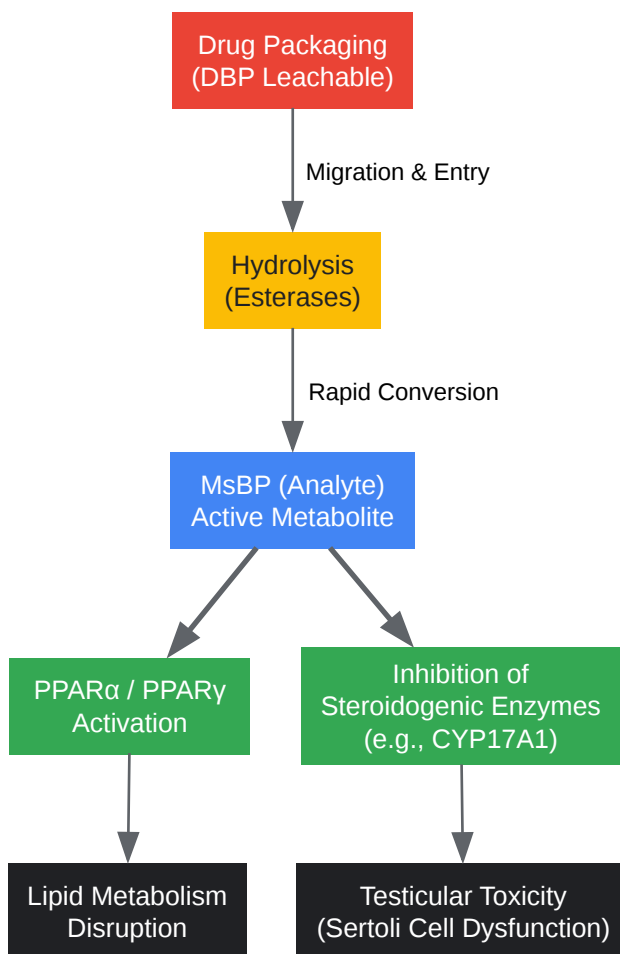 Drug Packaging
(DBP Leachable)
Migration & Entry
Hydrolysis
(Esterases)
Rapid Conversion
MsBP (Analyte)
Active Metabolite
PPARα / PPARγ
Activation
Inhibition of
Steroidogenic Enzymes
(e.g., CYP17A1)
Lipid Metabolism
Disruption
Testicular Toxicity
(Sertoli Cell Dysfunction)